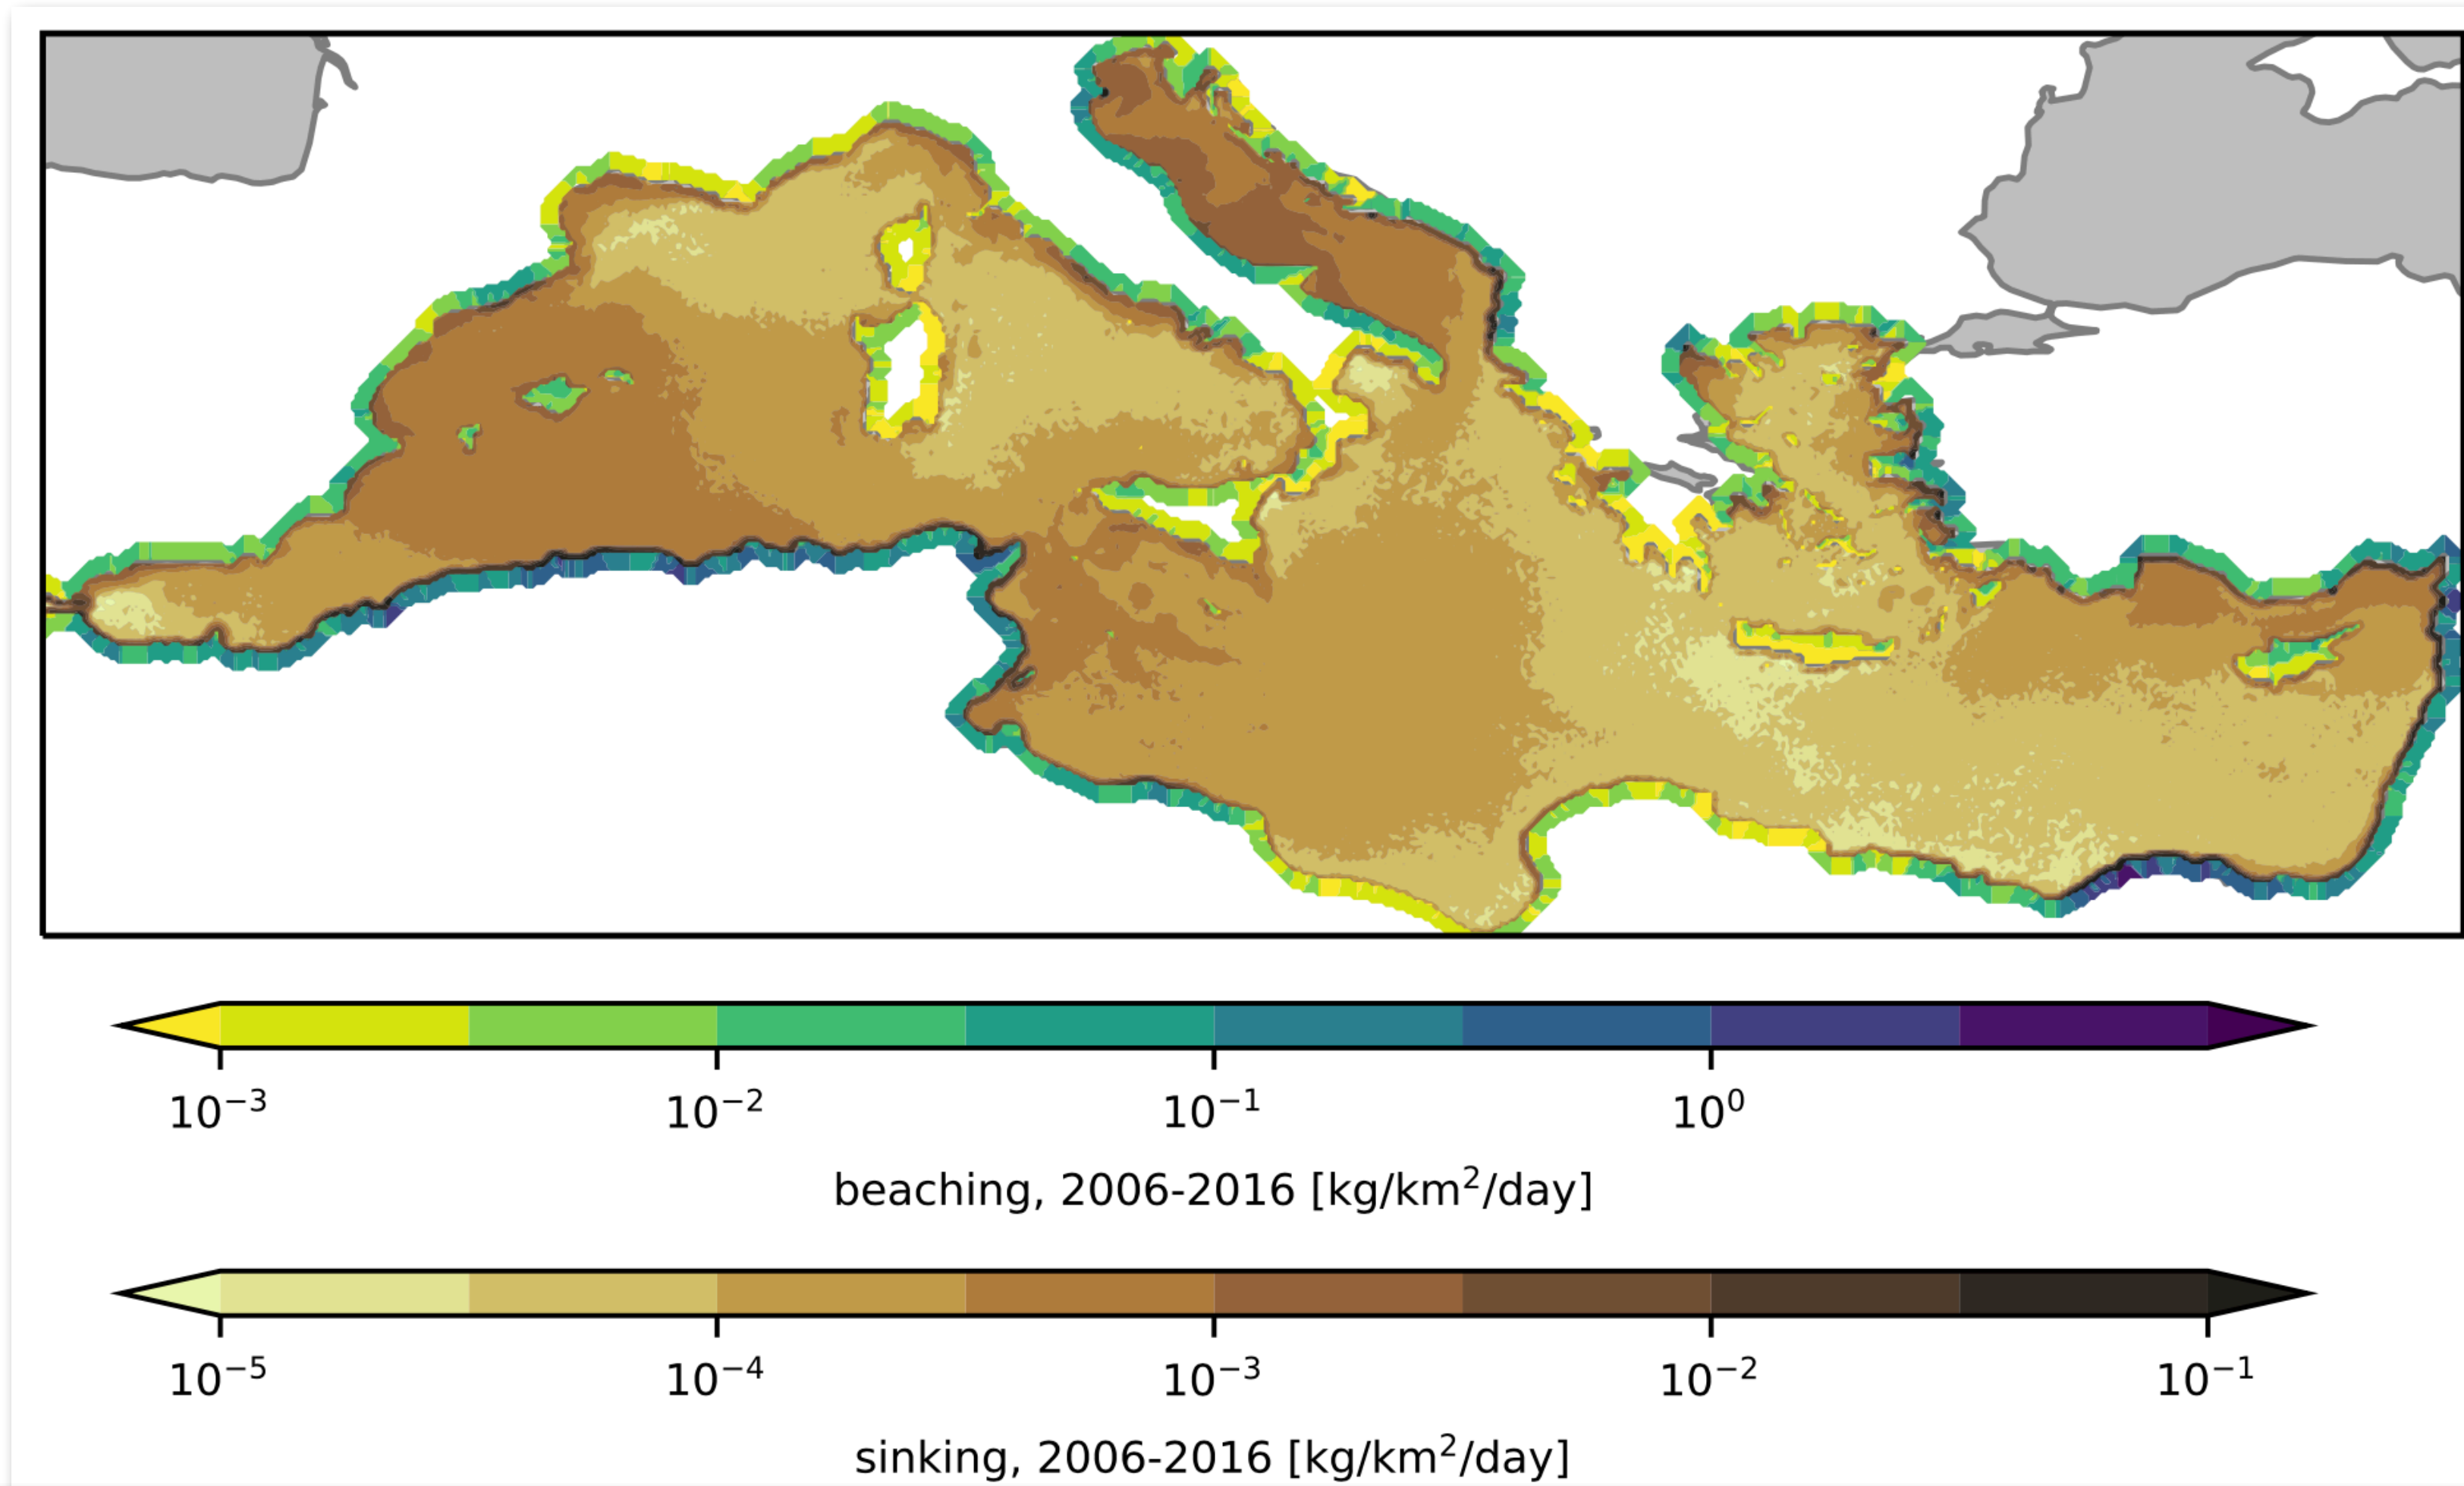 10⁻³ 10⁻² 10⁻¹ 10⁰
beaching, 2006-2016 [kg/km²/day]
10⁻⁵ 10⁻⁴ 10⁻³ 10⁻² 10⁻¹
sinking, 2006-2016 [kg/km²/day]